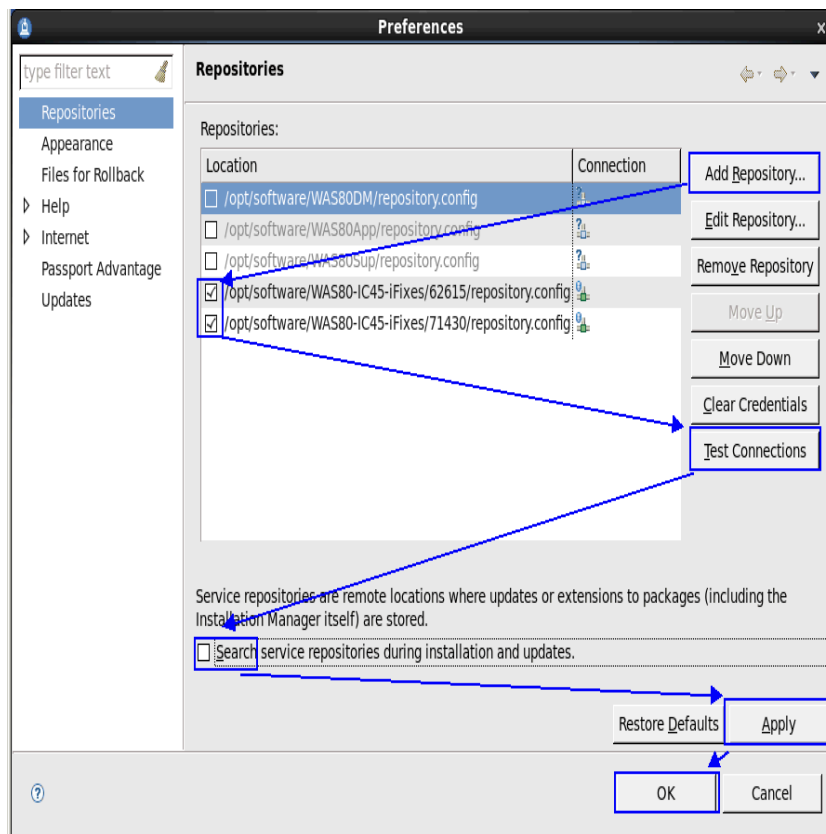 Preferences
x
type filter text
Repositories
Repositories
Appearance
Files for Rollback
Help
Internet
Passport Advantage
Updates
Repositories:
Location
Connection
/opt/software/WAS80DM/repository.config
/opt/software/WAS80App/repository.config
/opt/software/WAS80Sup/repository.config
/opt/software/WAS80-IC45-iFixes/62615/repository.config
/opt/software/WAS80-IC45-iFixes/71430/repository.config
Add Repository...
Edit Repository...
Remove Repository
Move Up
Move Down
Clear Credentials
Test Connections
Service repositories are remote locations where updates or extensions to packages (including the
Installation Manager itself) are stored.
Search service repositories during installation and updates.
Restore Defaults
Apply
?
OK
Cancel